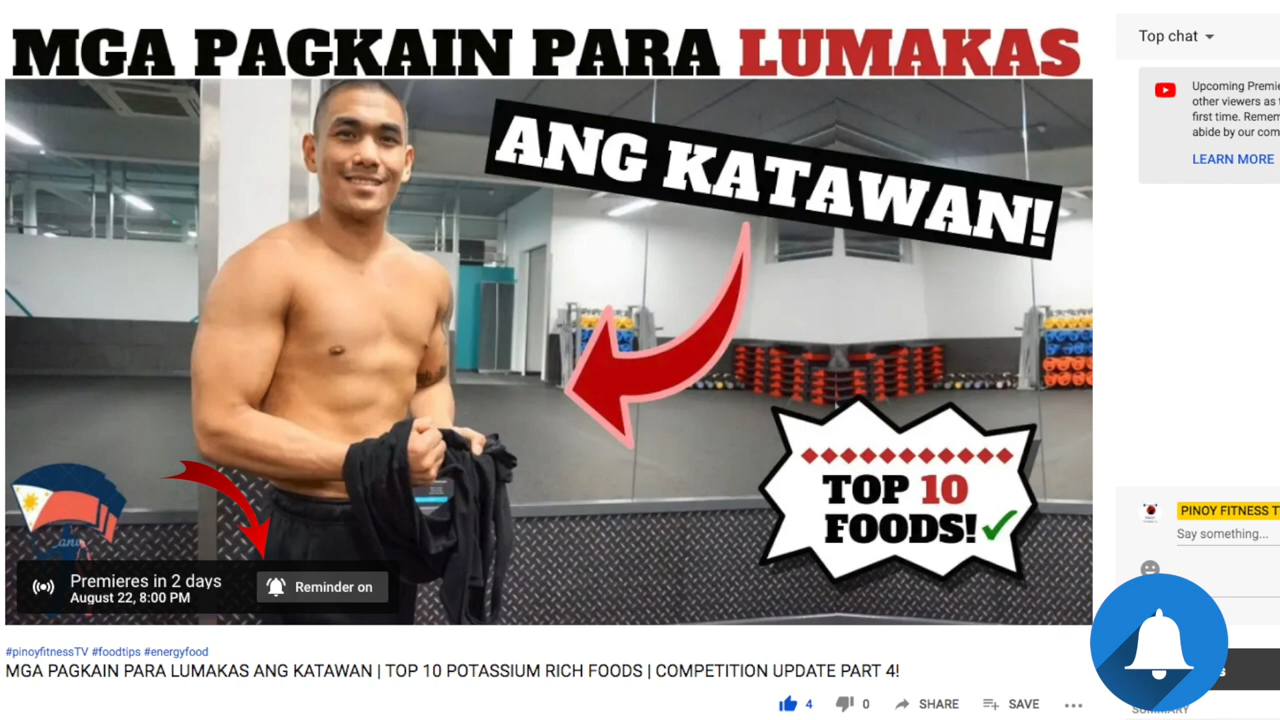 MGA PAGKAIN PARA LUMAKAS
ANG KATAWAN!
TOP 10
FOODS!
Premieres in 2 days
August 22, 8:00 PM
Reminder on
#pinoyfitnessTV #foodtips #energyfood
MGA PAGKAIN PARA LUMAKAS ANG KATAWAN | TOP 10 POTASSIUM RICH FOODS | COMPETITION UPDATE PART 4!
4
0
SHARE
SAVE
Top chat
Upcoming Premie
other viewers as
first time. Remem
abide by our com
LEARN MORE
PINOY FITNESS T
Say something...
SUMMARY